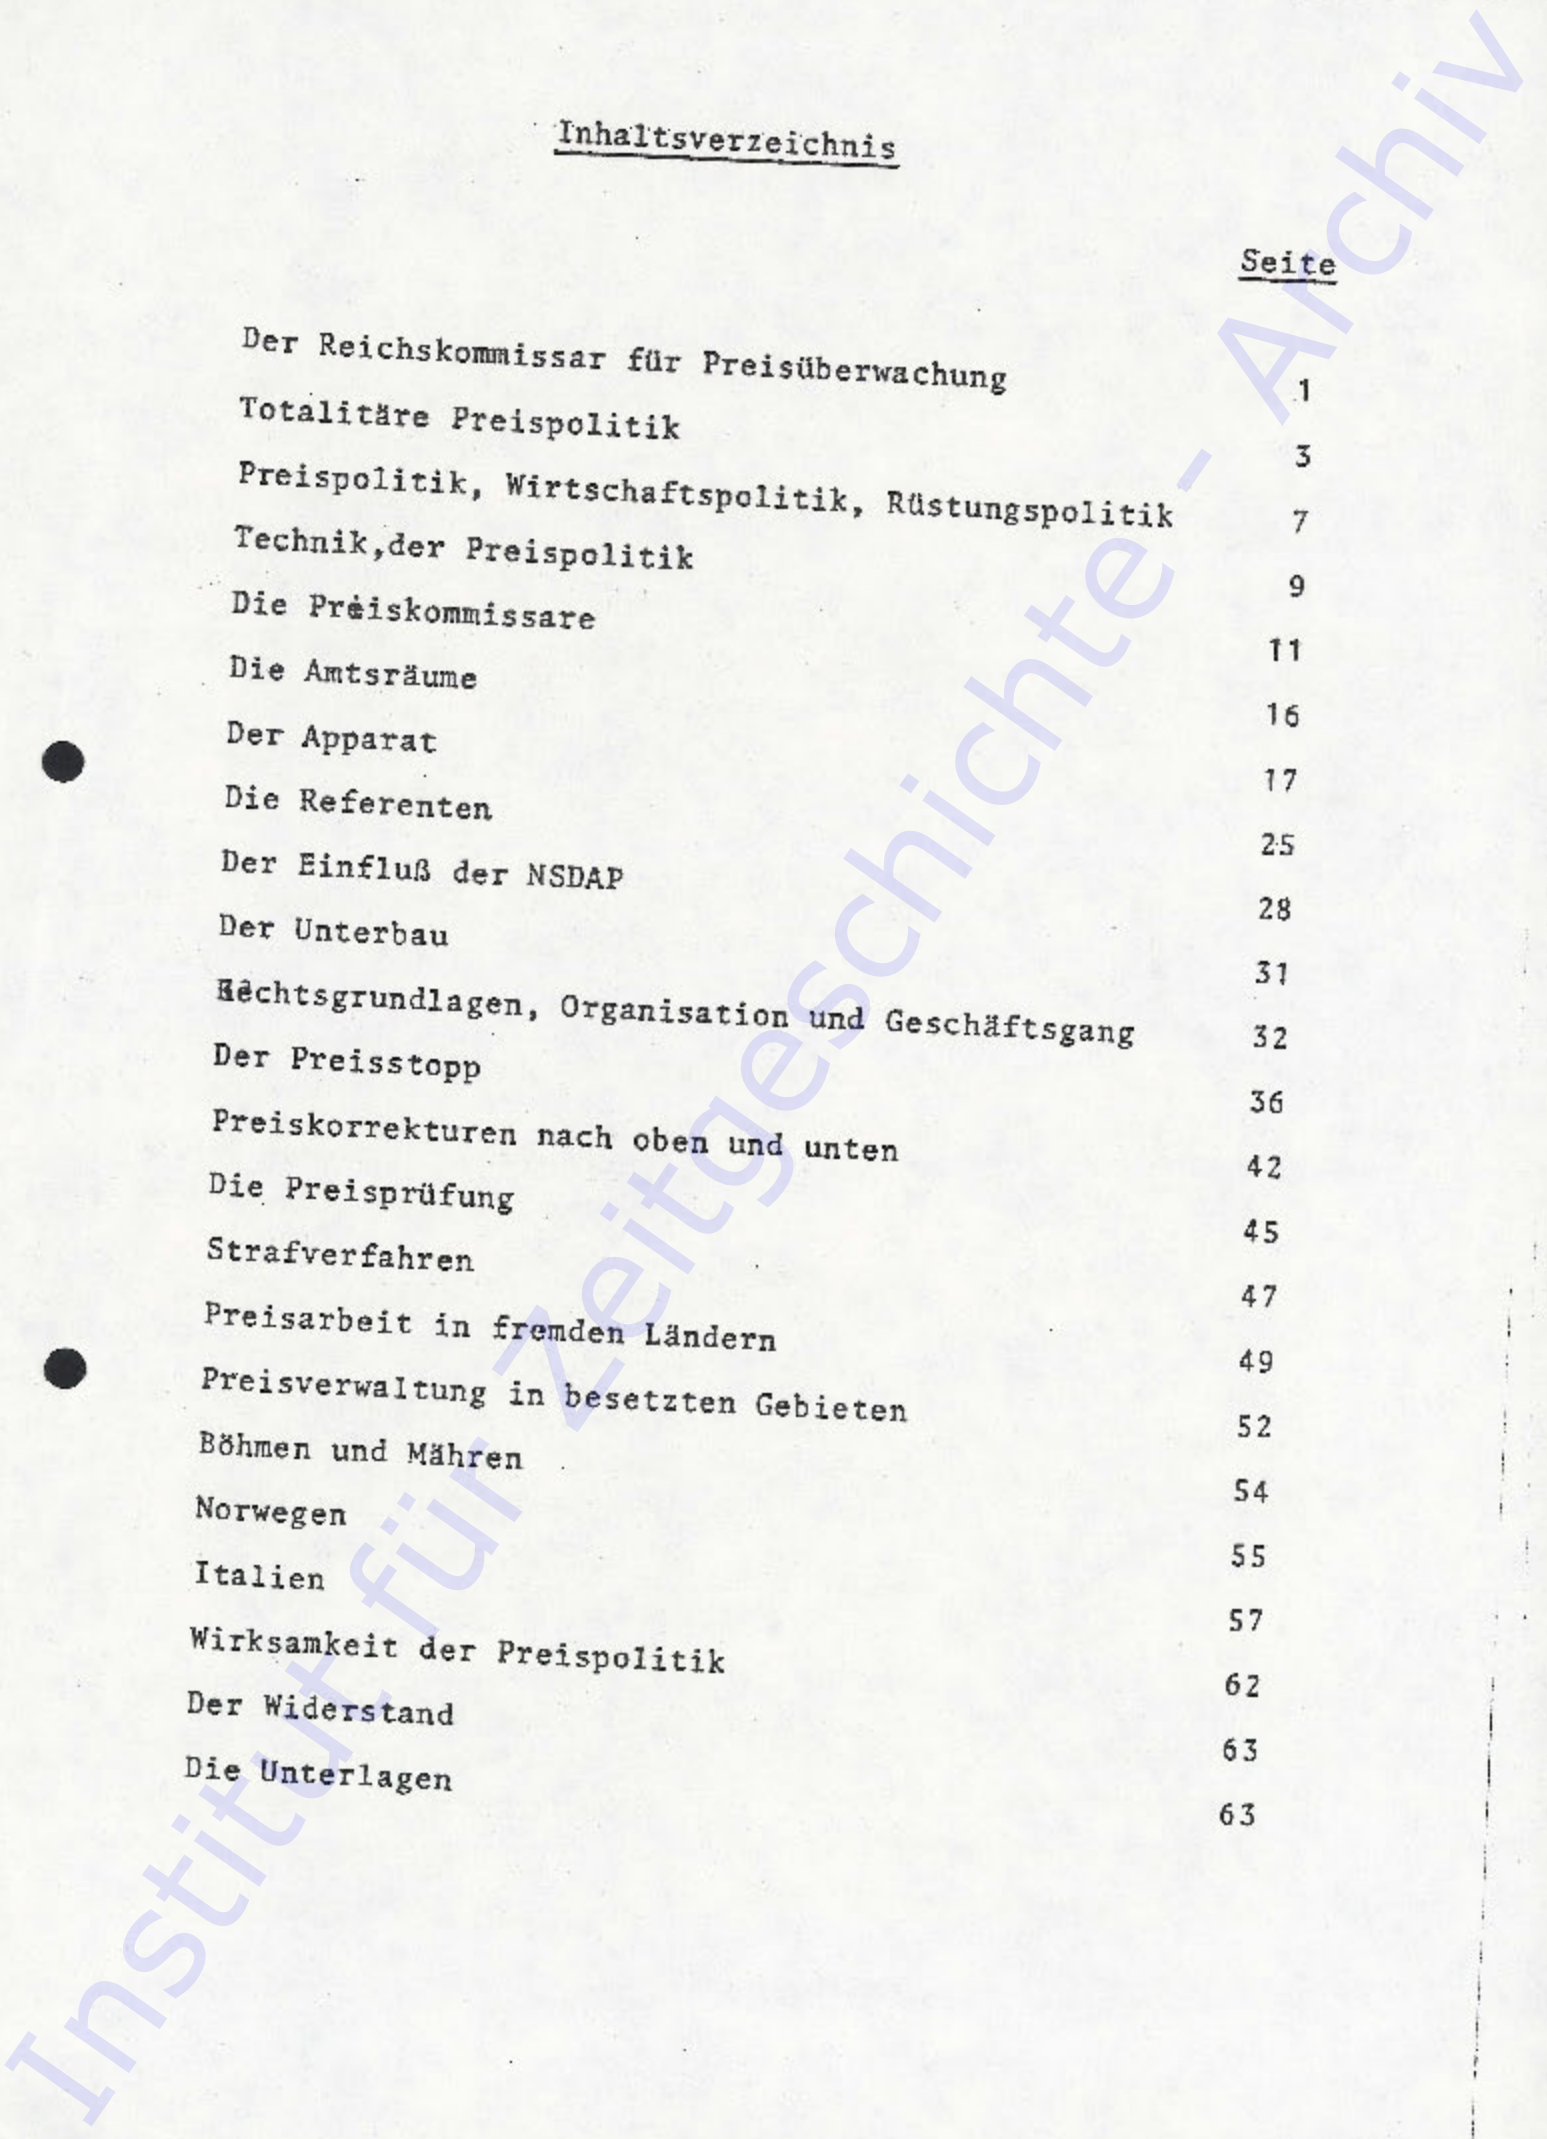 Inhaltsverzeichnis
Seite
Der Reichskommissar für Preisüberwachung 1
Totalitäre Preispolitik 3
Preispolitik, Wirtschaftspolitik, Rüstungspolitik 7
Technik,der Preispolitik 9
Die Preiskommissare 11
Die Amtsräume 16
Der Apparat 17
Die Referenten 25
Der Einfluß der NSDAP 28
Der Unterbau 31
Rechtsgrundlagen, Organisation und Geschäftsgang 32
Der Preisstopp 36
Preiskorrekturen nach oben und unten 42
Die Preisprüfung 45
Strafverfahren 47
Preisarbeit in fremden Ländern 49
Preisverwaltung in besetzten Gebieten 52
Böhmen und Mähren 54
Norwegen 55
Italien 57
Wirksamkeit der Preispolitik 62
Der Widerstand 63
Die Unterlagen 63
Institut für Zeitgeschichte - Archiv